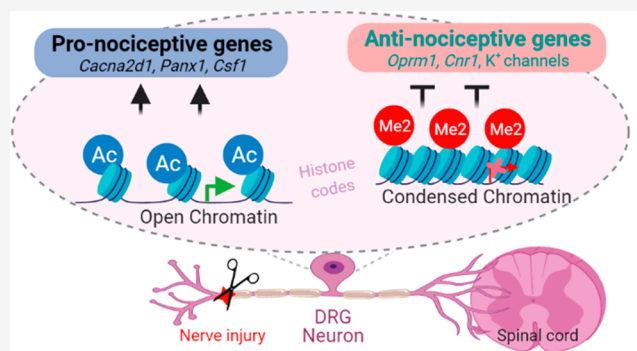 Pro-nociceptive genes
Cacna2d1, Panx1, Csf1
Anti-nociceptive genes
Oprm1, Cnr1, K⁺ channels
Ac
Ac
Ac
Me2
Me2
Me2
Histone
codes
Open Chromatin
Condensed Chromatin
Nerve injury
DRG
Neuron
Spinal cord